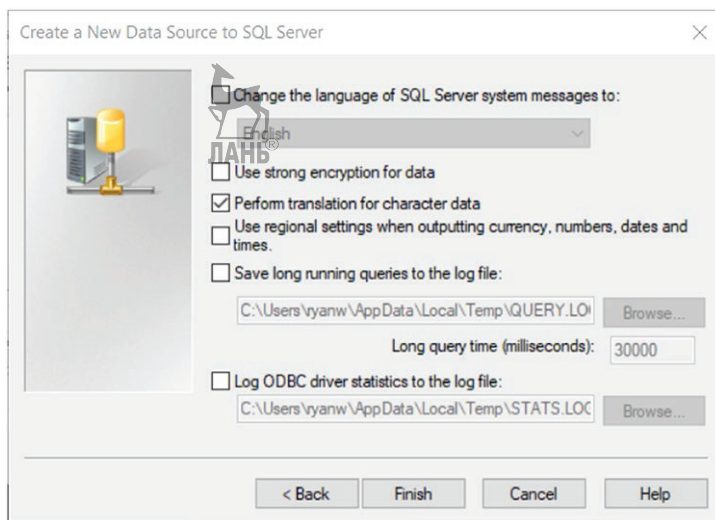 Create a New Data Source to SQL Server
Change the language of SQL Server system messages to:
English
ЛАНЬ®
Use strong encryption for data
Perform translation for character data
Use regional settings when outputting currency, numbers, dates and
times.
Save long running queries to the log file:
C:\Users\ryanw\AppData\Local\Temp\QUERY.LO
Browse...
Long query time (milliseconds):
30000
Log ODBC driver statistics to the log file:
C:\Users\ryanw\AppData\Local\Temp\STATS.LOC
Browse...
< Back
Finish
Cancel
Help